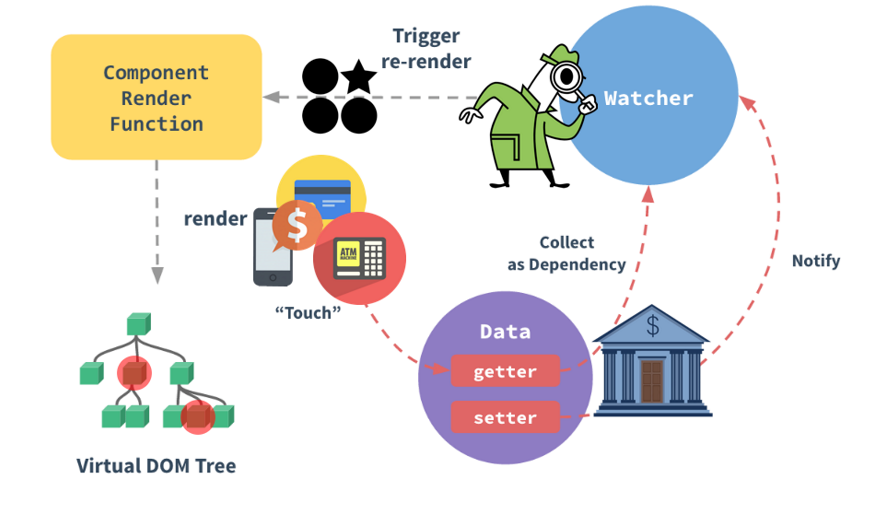 Trigger
re-render
Component
Render
Function
Watcher
render
$
ATM
MACHINE
"Touch"
Collect
as Dependency
Notify
$
Data
getter
setter
Virtual DOM Tree